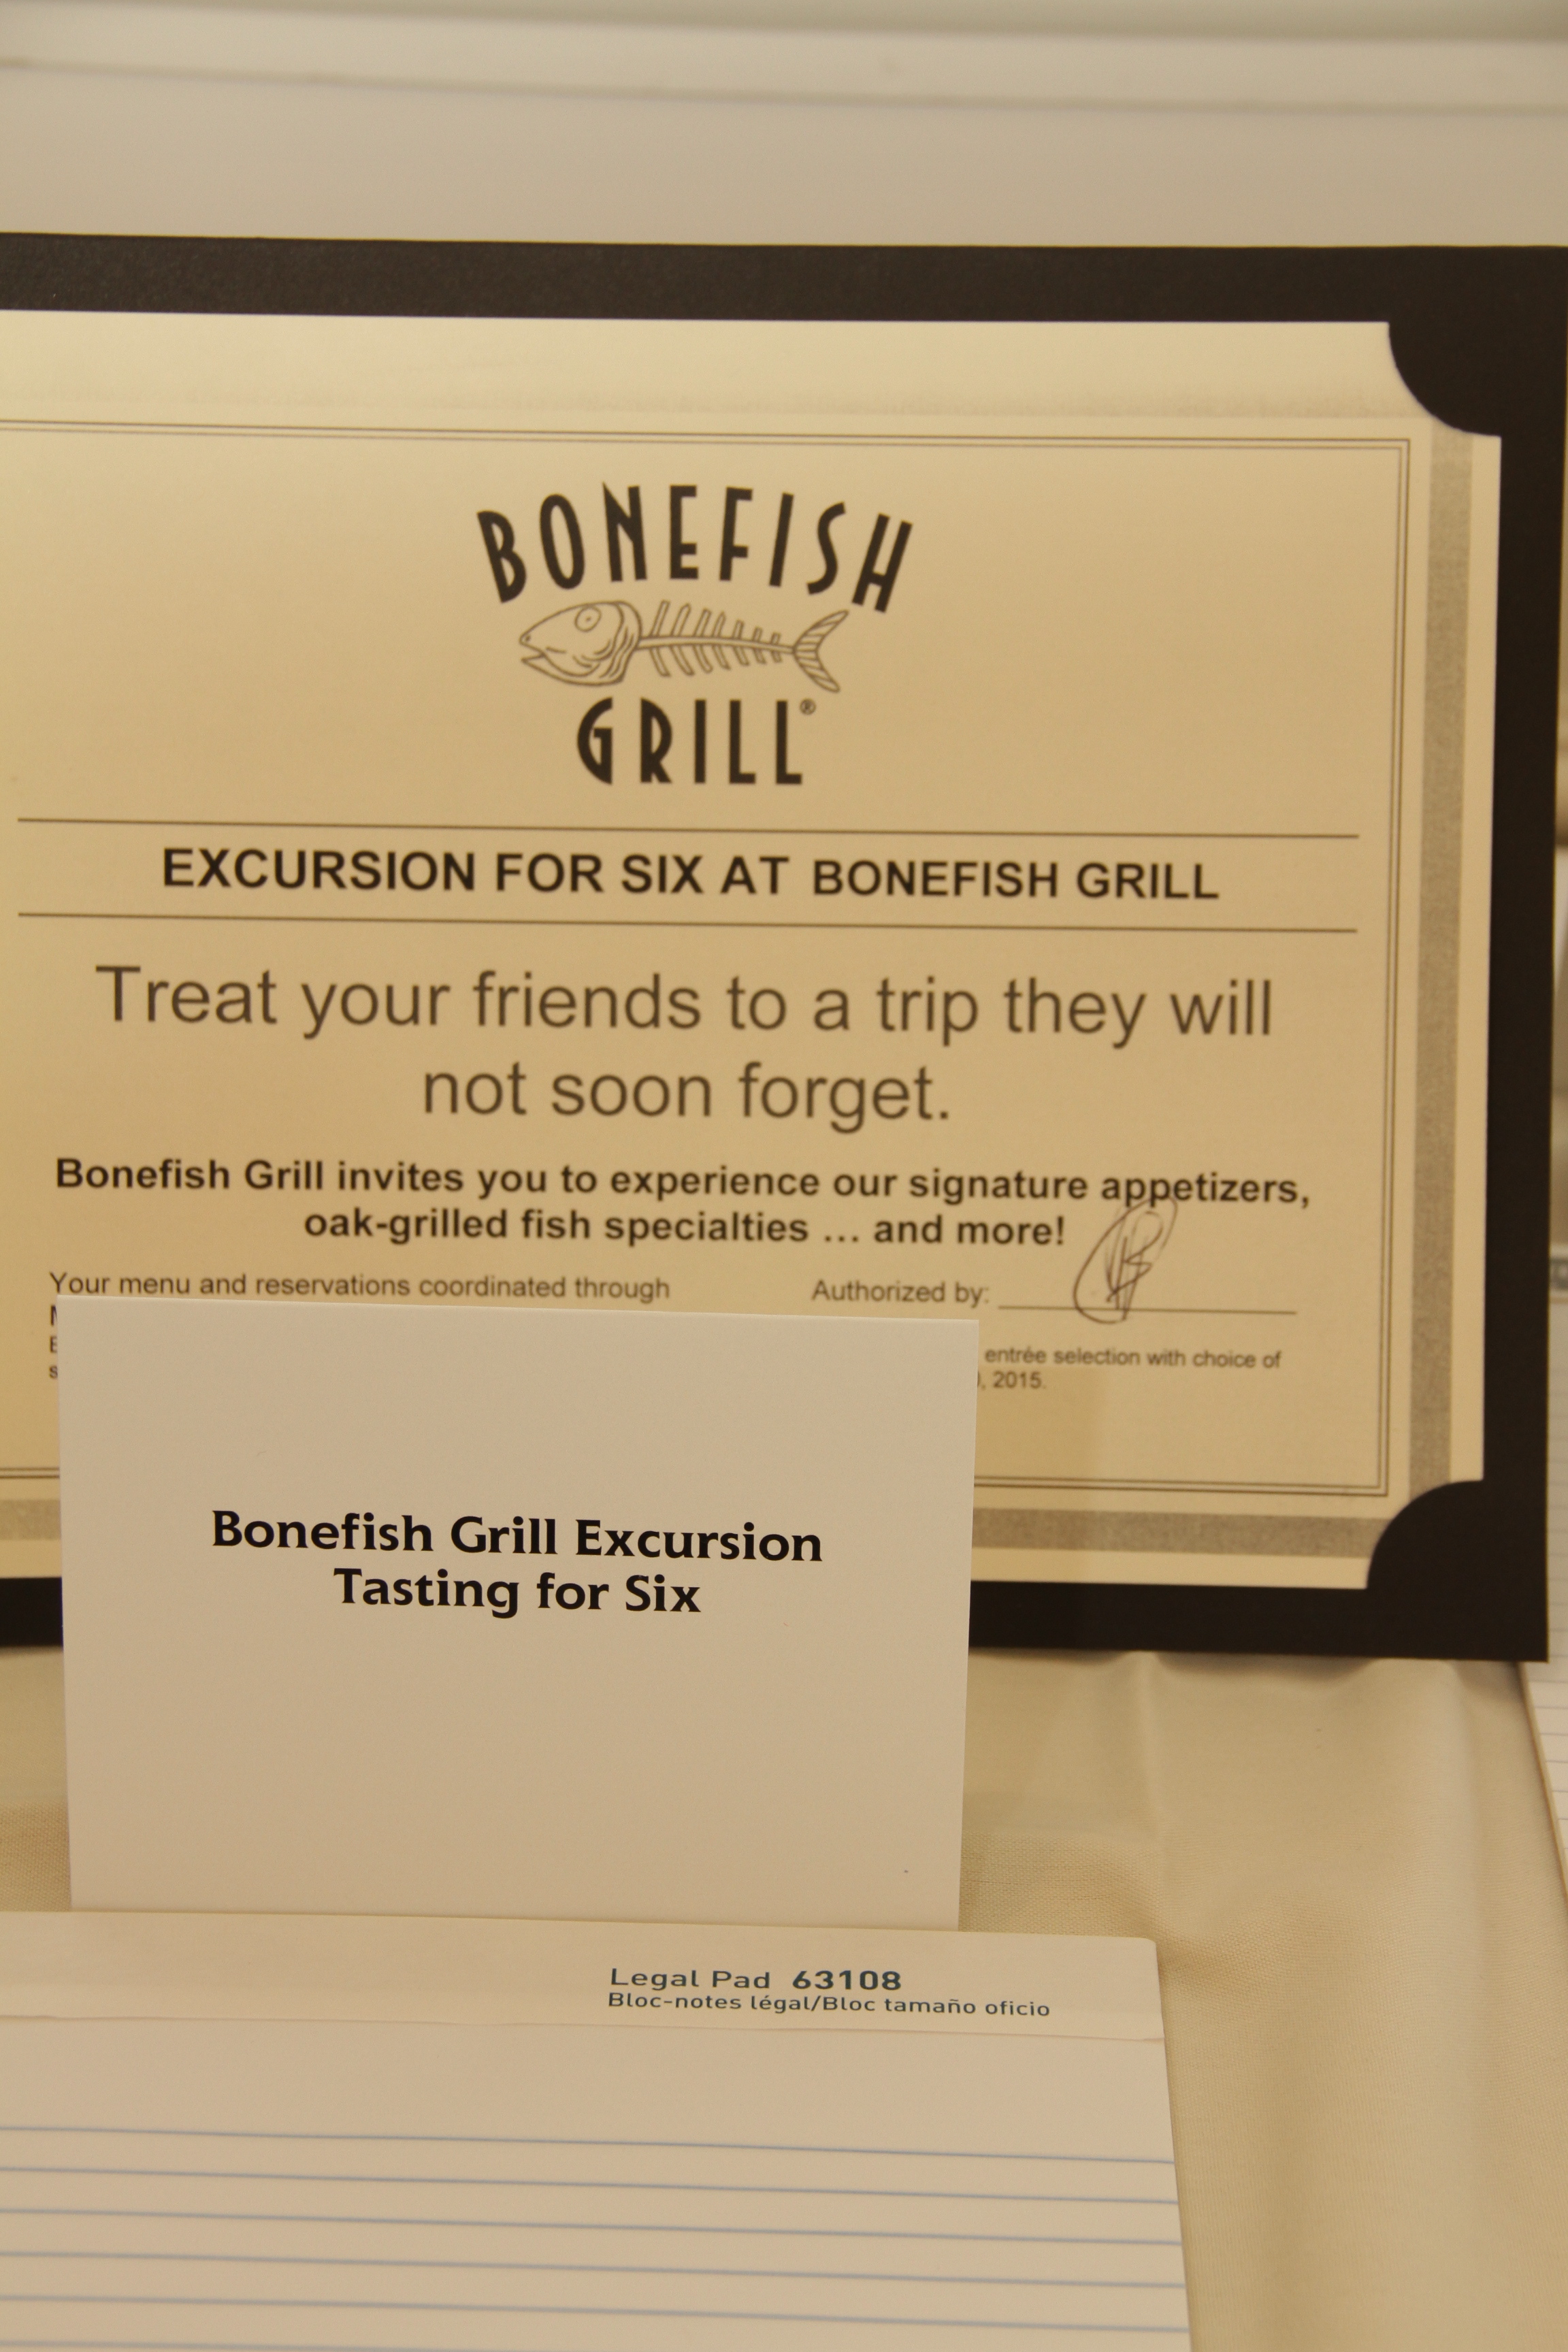 BONEFISH
GRILL®
EXCURSION FOR SIX AT BONEFISH GRILL
Treat your friends to a trip they will
not soon forget.
Bonefish Grill invites you to experience our signature appetizers,
oak-grilled fish specialties ... and more!
Your menu and reservations coordinated through
Authorized by:
entrée selection with choice of
, 2015.
Bonefish Grill Excursion
Tasting for Six
Legal Pad 63108
Bloc-notes légal/Bloc tamaño oficio